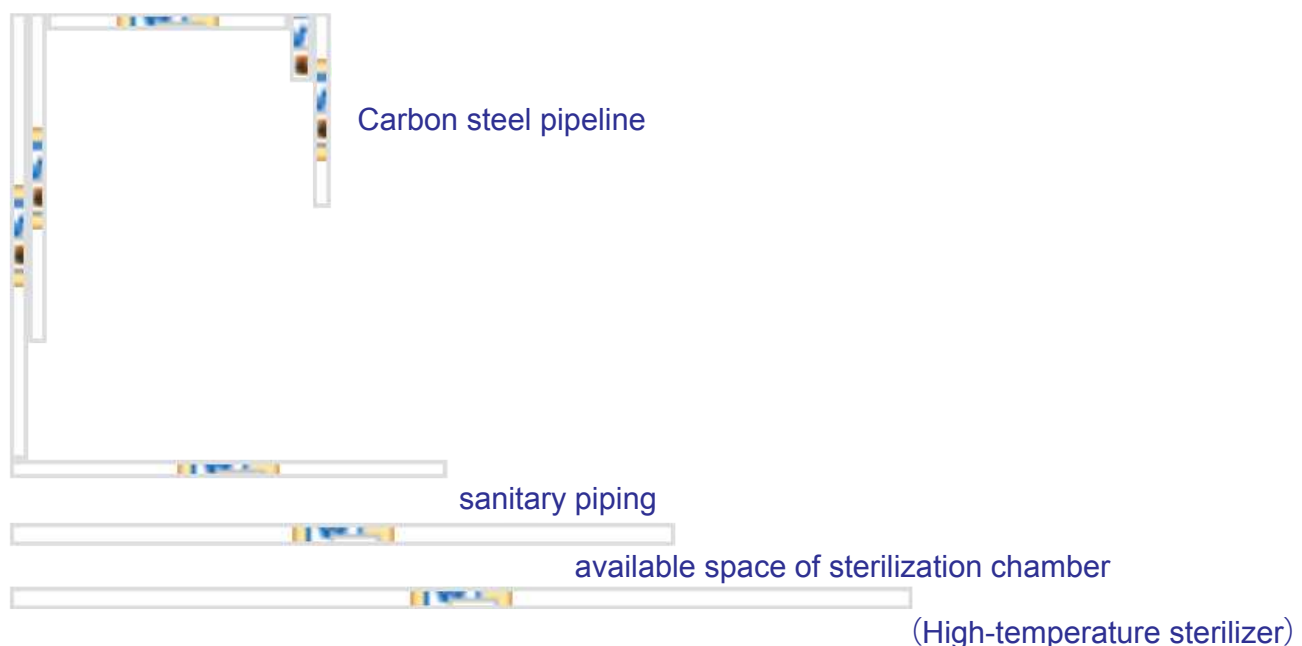 Carbon steel pipeline
sanitary piping
available space of sterilization chamber
（High-temperature sterilizer）